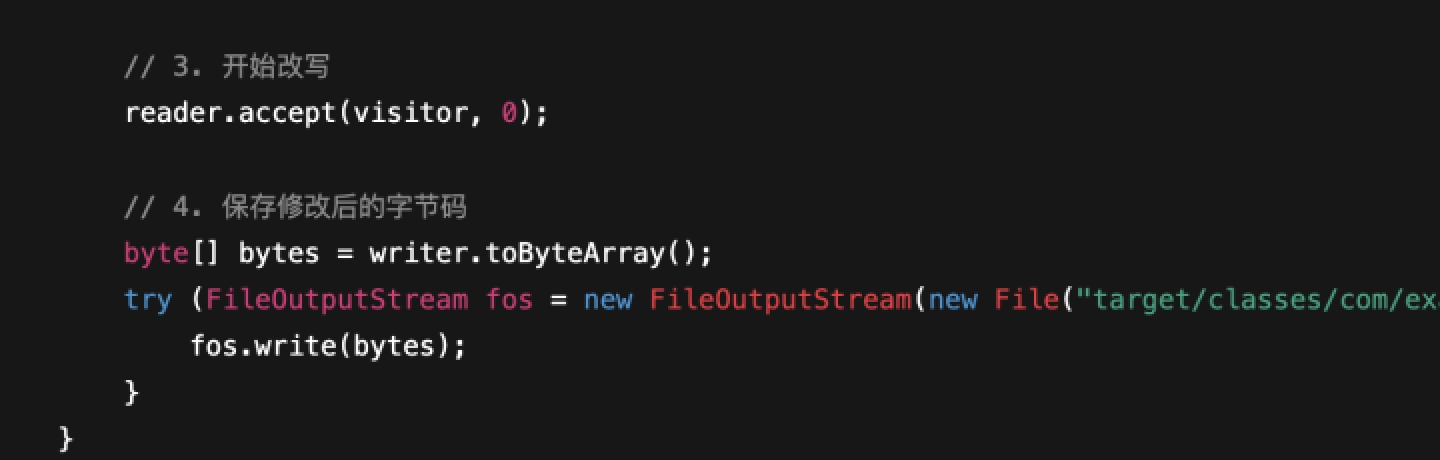 // 3. 开始改写
reader.accept(visitor, 0);
// 4. 保存修改后的字节码
byte[] bytes = writer.toByteArray();
try (FileOutputStream fos = new FileOutputStream(new File("target/classes/com/ex
fos.write(bytes);
}
}